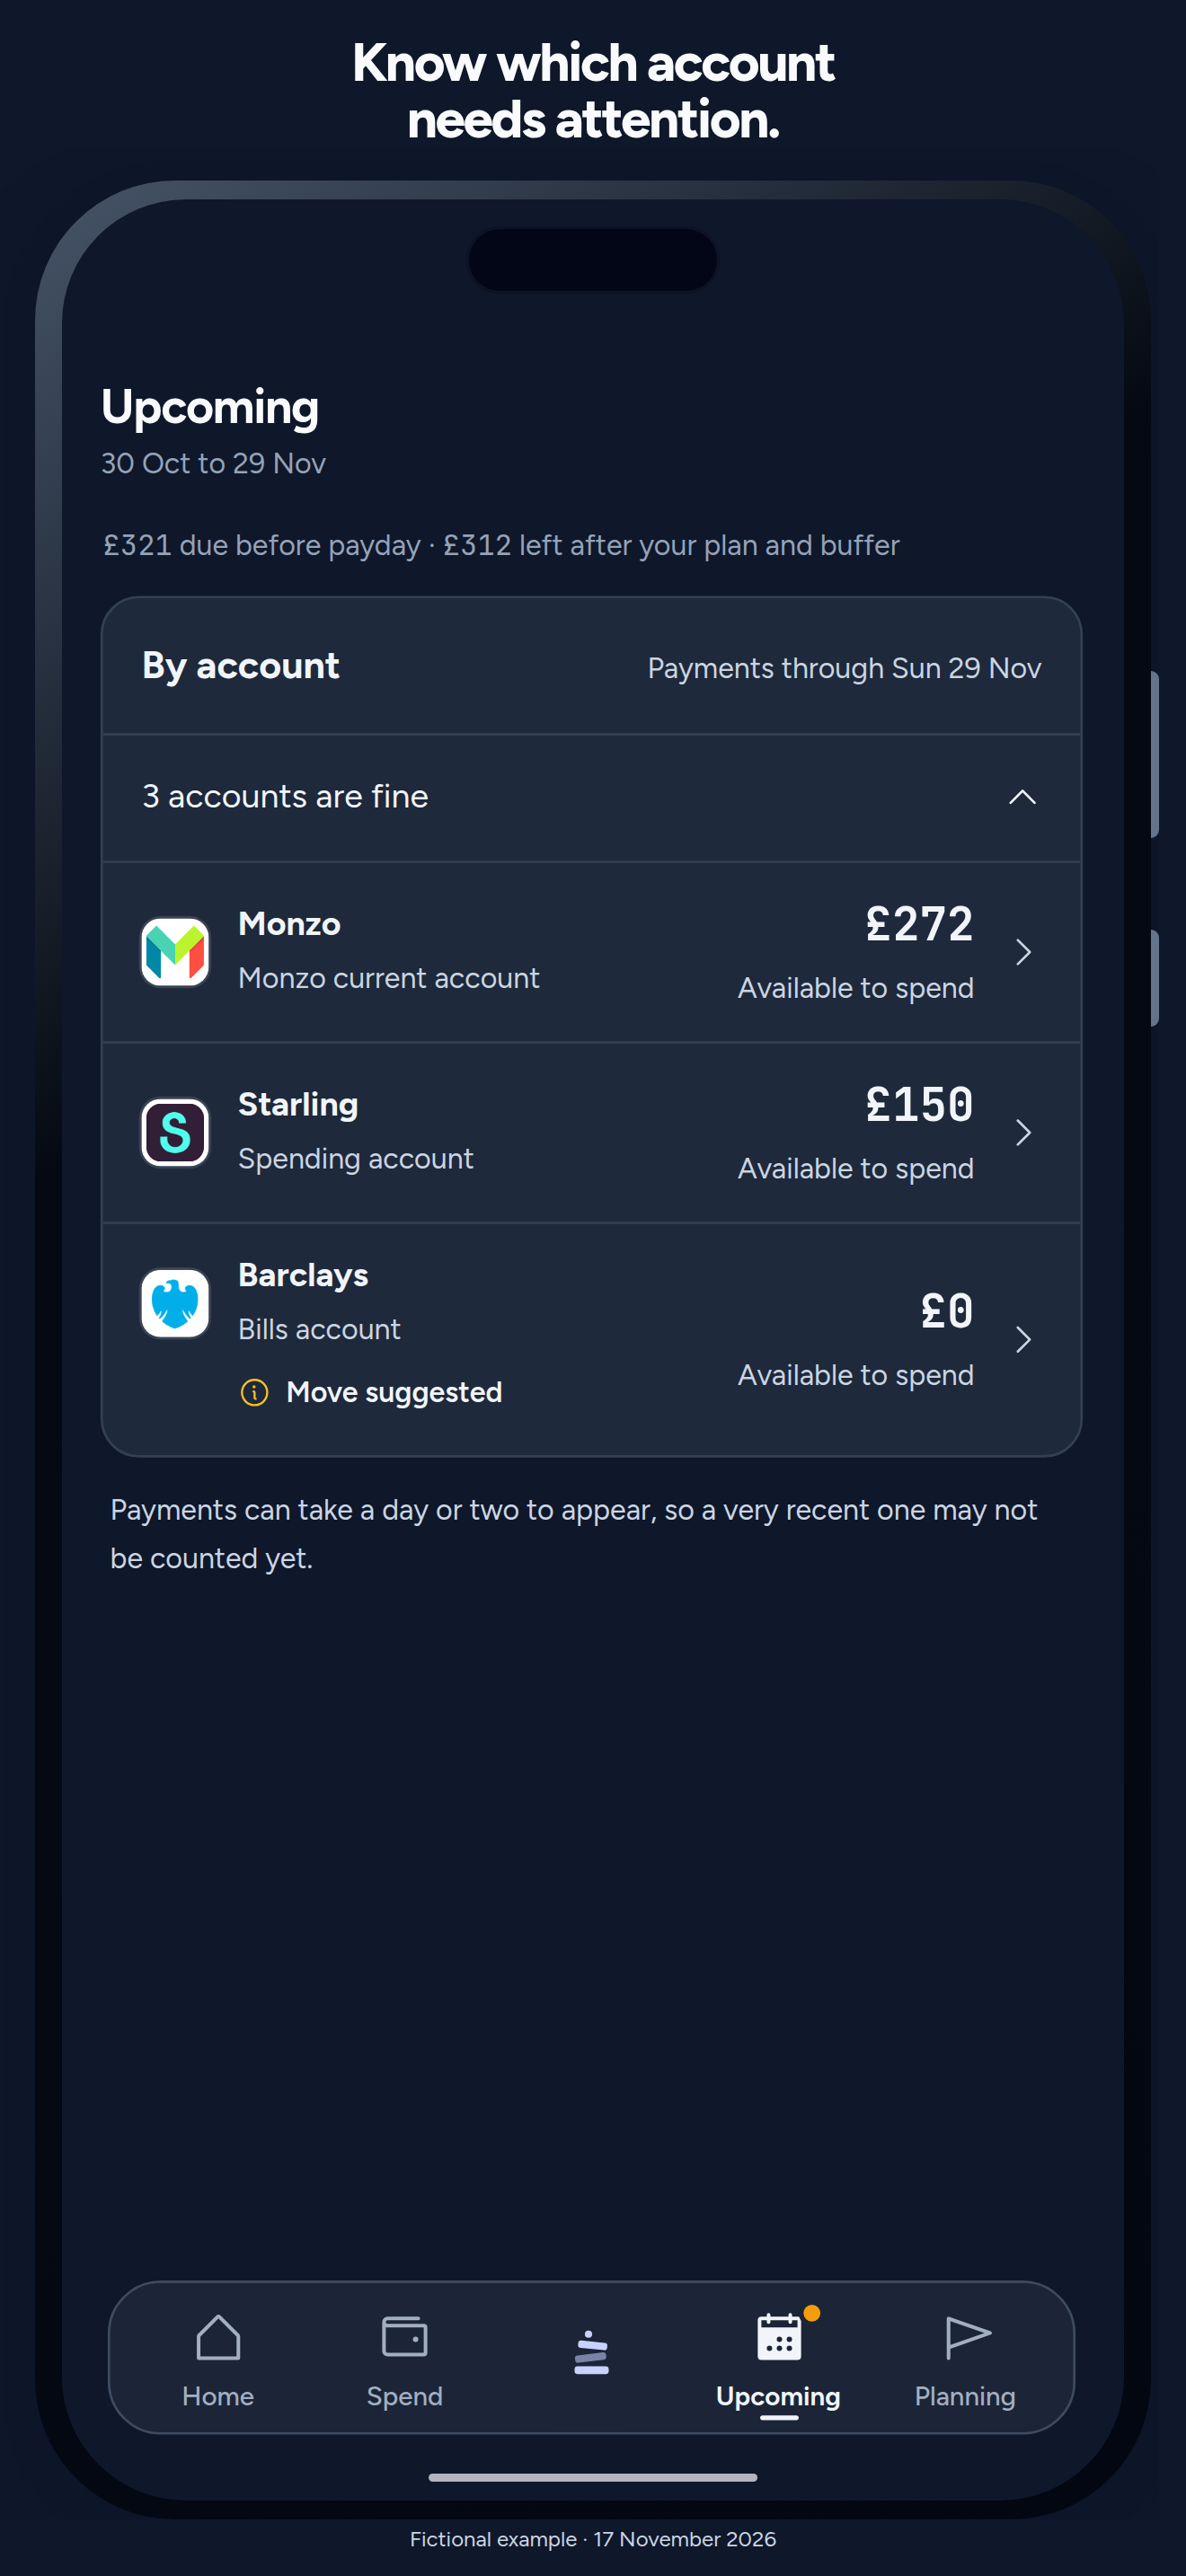 Know which account
needs attention.
Upcoming
30 Oct to 29 Nov
£321 due before payday · £312 left after your plan and buffer
By account
Payments through Sun 29 Nov
3 accounts are fine
Monzo
Monzo current account
£272
Available to spend
S
Starling
Spending account
£150
Available to spend
Barclays
Bills account
Move suggested
£0
Available to spend
Payments can take a day or two to appear, so a very recent one may not
be counted yet.
Home
Spend
Upcoming
Planning
Fictional example · 17 November 2026